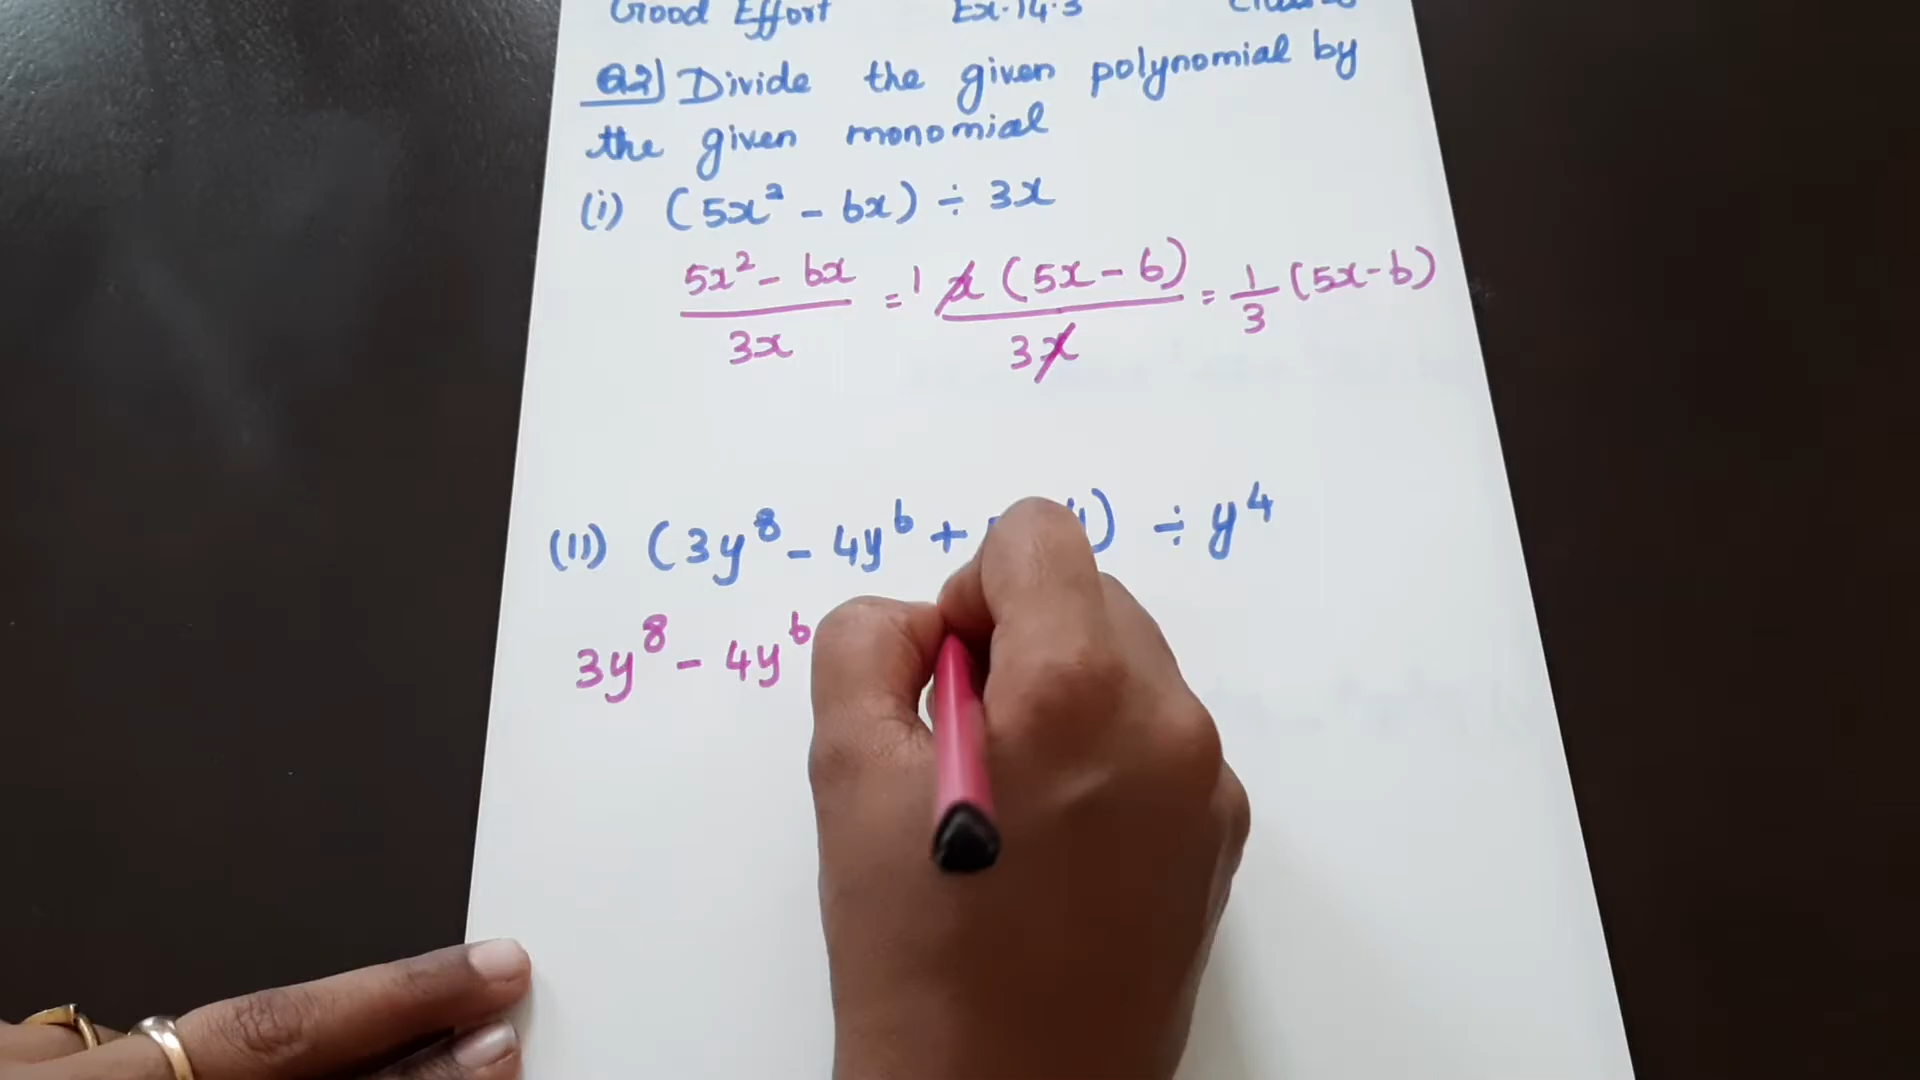 Good Effort Ex.14.3
Q2) Divide the given polynomial by
the given monomial
(i) (5x² - 6x) ÷ 3x
5x² - 6x / 3x = 1 x (5x - 6) / 3x = 1/3 (5x - 6)
(ii) (3y⁸ - 4y⁶ + ) ÷ y⁴
3y⁸ - 4y⁶